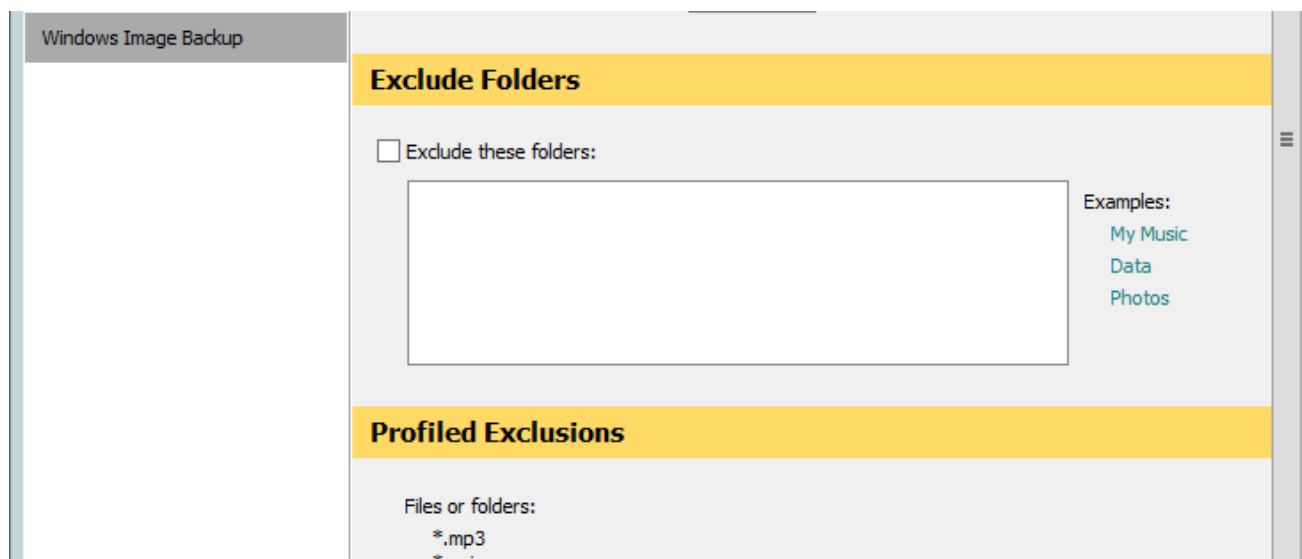 Windows Image Backup
Exclude Folders
Exclude these folders:
Examples:
My Music
Data
Photos
Profiled Exclusions
Files or folders:
*.mp3